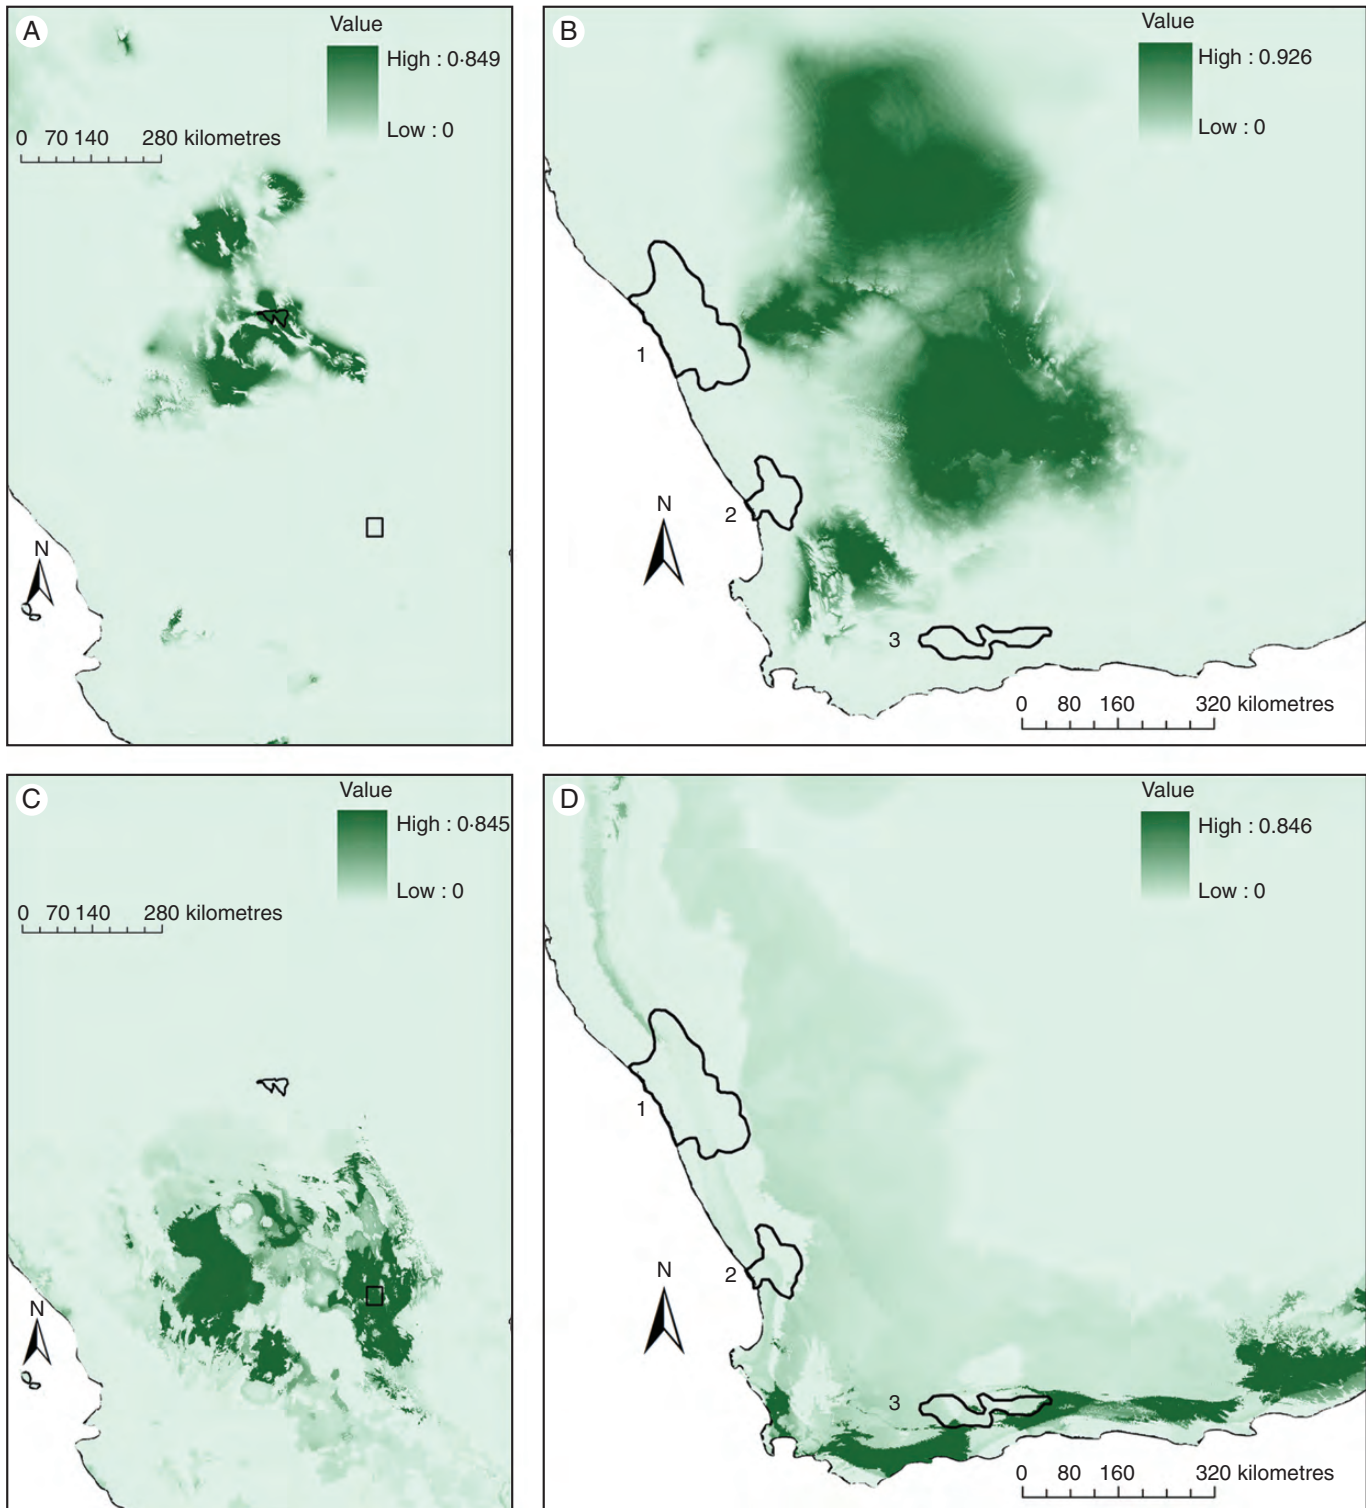 A
Value
High : 0·849
Low : 0
0 70 140 280 kilometres
N
B
Value
High : 0.926
Low : 0
1
2
3
N
0 80 160 320 kilometres
C
Value
High : 0·845
Low : 0
0 70 140 280 kilometres
N
D
Value
High : 0.846
Low : 0
1
2
3
N
0 80 160 320 kilometres